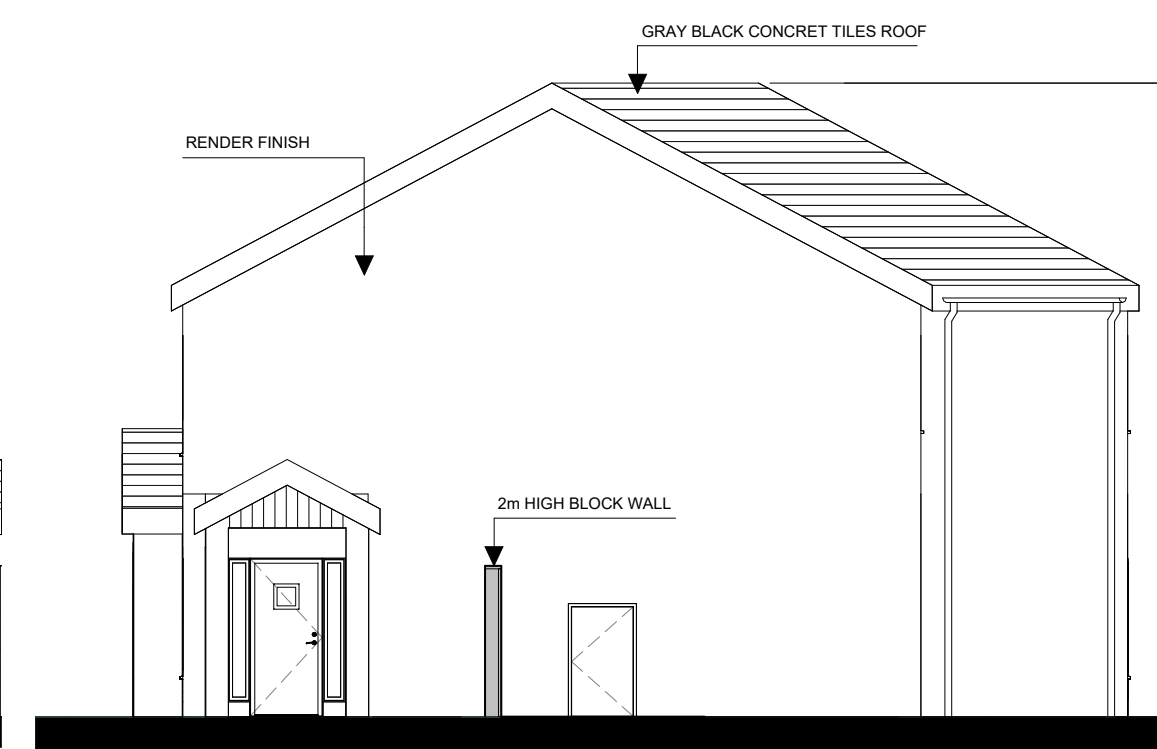 GRAY BLACK CONCRET TILES ROOF
RENDER FINISH
2m HIGH BLOCK WALL